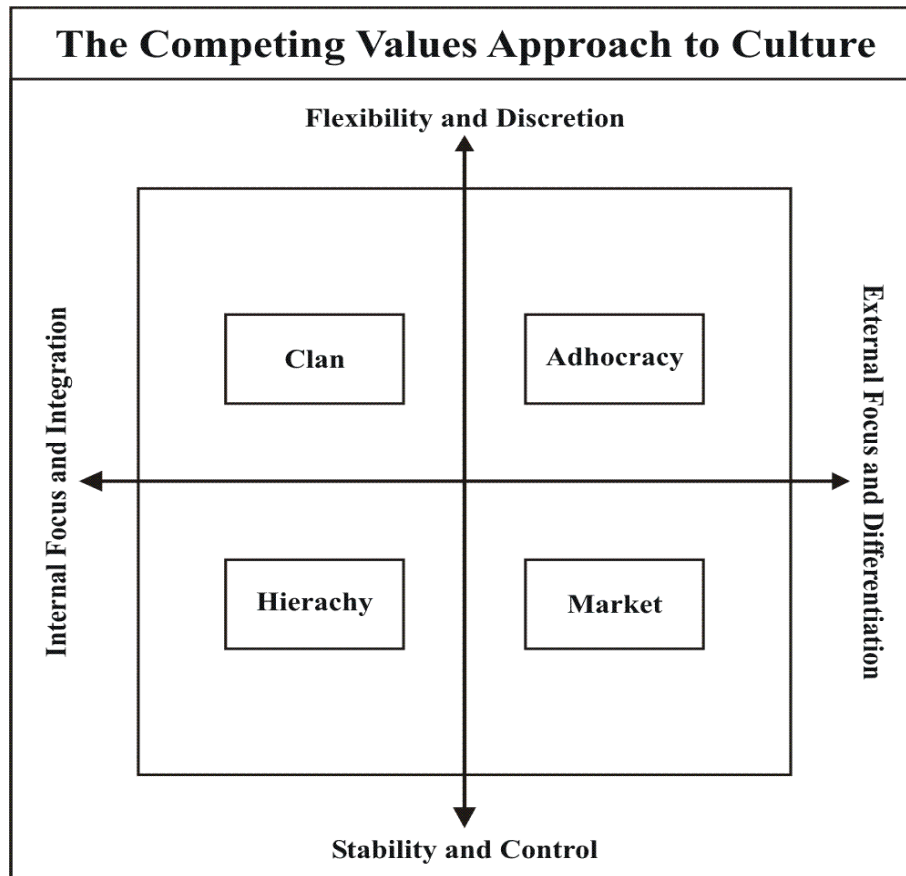 The Competing Values Approach to Culture
Flexibility and Discretion
Internal Focus and Integration
External Focus and Differentiation
Clan
Adhocracy
Hierachy
Market
Stability and Control